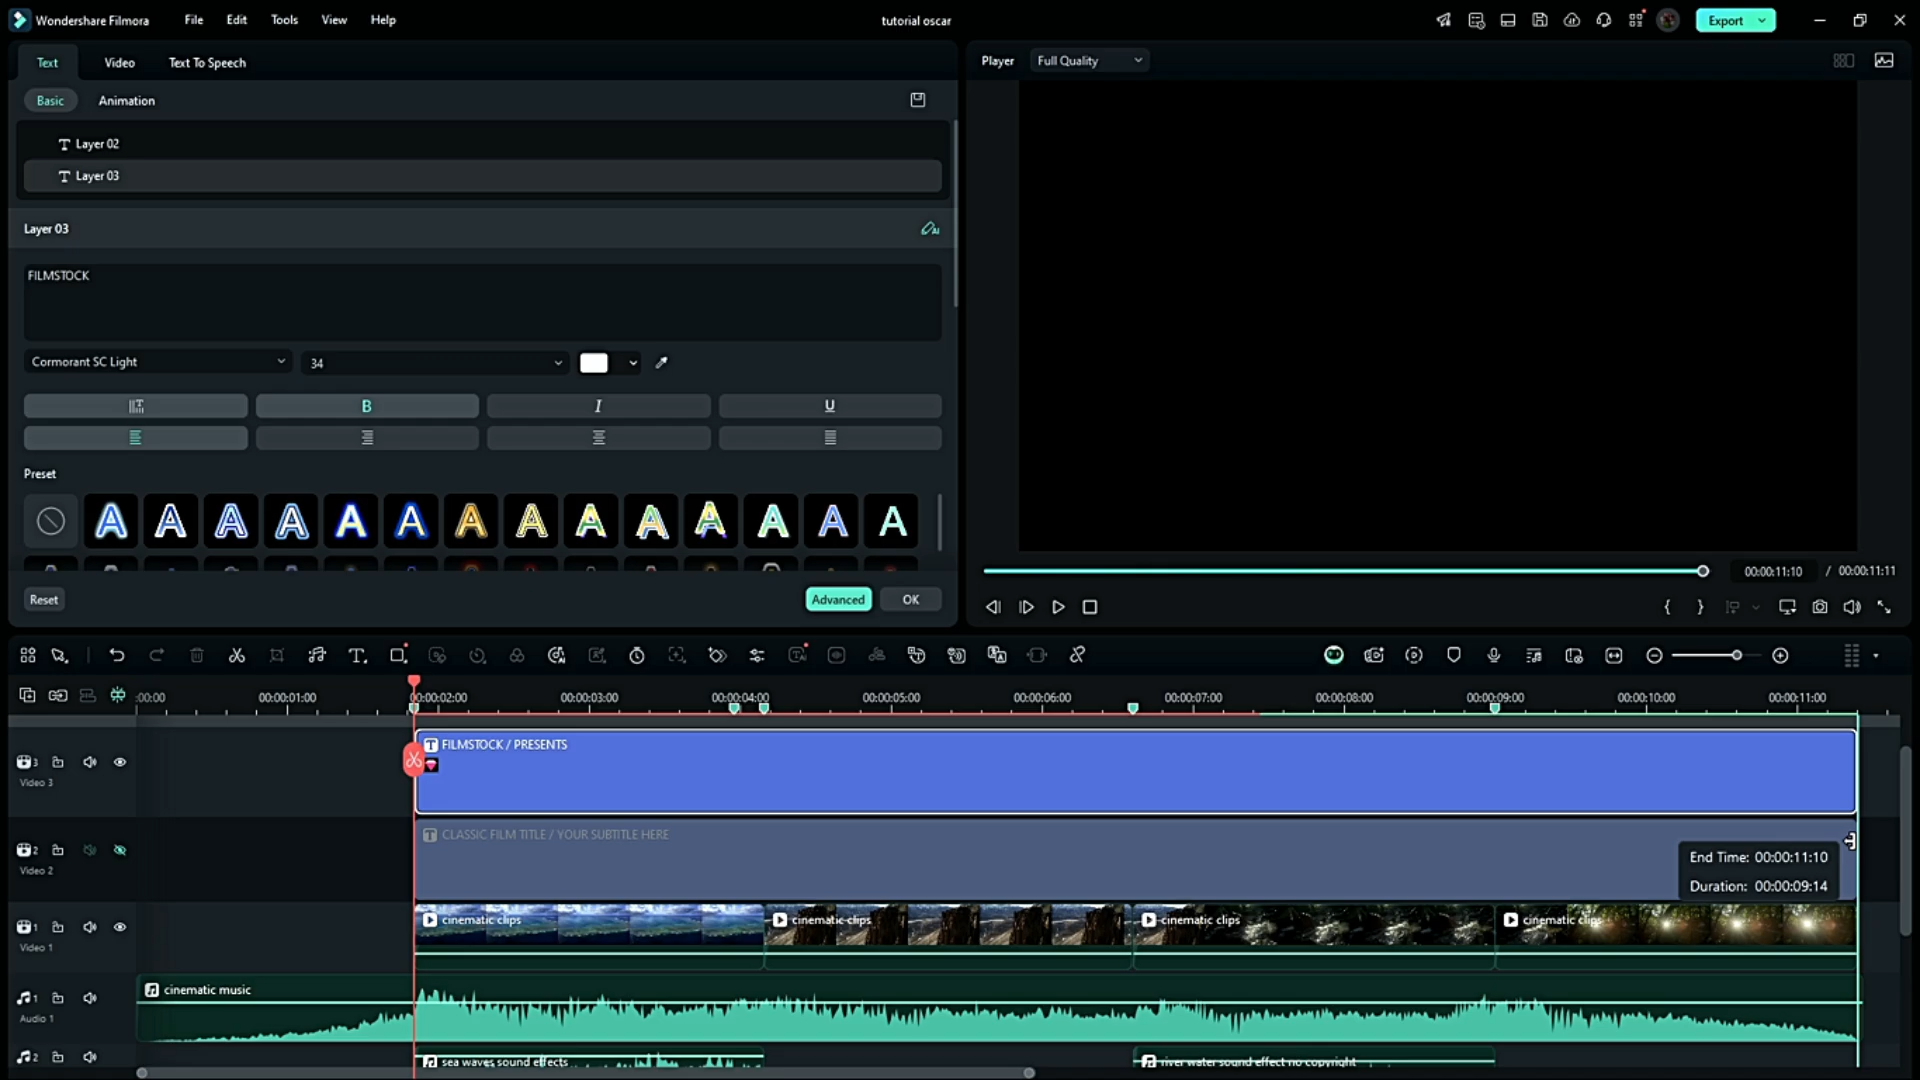 Wondershare Filmora File Edit Tools View Help tutorial oscar Export
Text Video Text To Speech
Player Full Quality
Basic Animation
Layer 02
Layer 03
Layer 03
FILMSTOCK
Cormorant SC Light 34
B I U
Preset
A A A A A A A A A A A A A A
Reset Advanced OK
00:00:11:10 / 00:00:11:11
{ }
:00:00 00:00:01:00 00:00:02:00 00:00:03:00 00:00:04:00 00:00:05:00 00:00:06:00 00:00:07:00 00:00:08:00 00:00:09:00 00:00:10:00 00:00:11:00
T FILMSTOCK / PRESENTS
3
Video 3
T CLASSIC FILM TITLE / YOUR SUBTITLE HERE
2
Video 2
End Time: 00:00:11:10
Duration: 00:00:09:14
cinematic clips cinematic clips cinematic clips cinematic clips
1
Video 1
cinematic music
1
Audio 1
2
sea waves sound effects river water sound effect no copyright